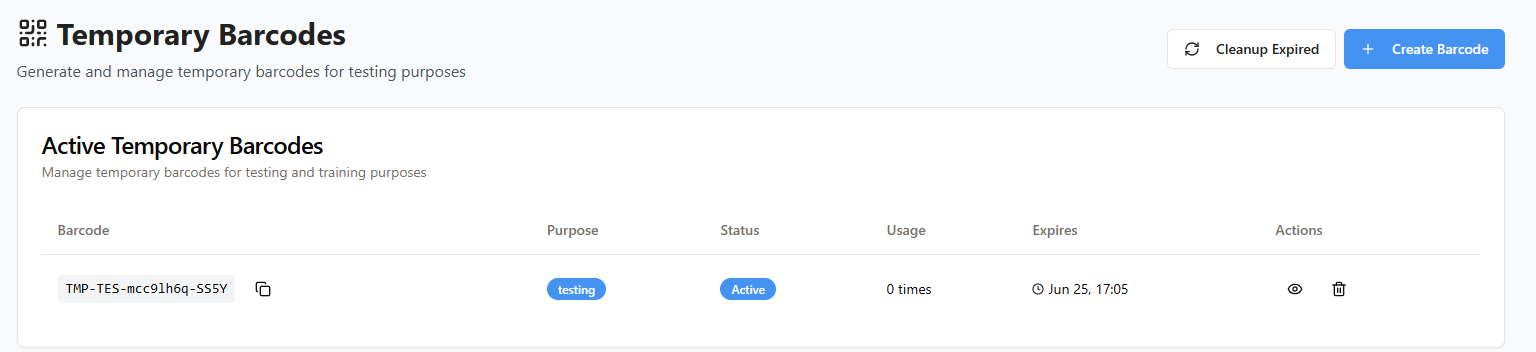 Temporary Barcodes
Generate and manage temporary barcodes for testing purposes
Cleanup Expired
Create Barcode
Active Temporary Barcodes
Manage temporary barcodes for testing and training purposes
Barcode Purpose Status Usage Expires Actions
TMP-TES-mcc9lh6q-SS5Y testing Active 0 times Jun 25, 17:05